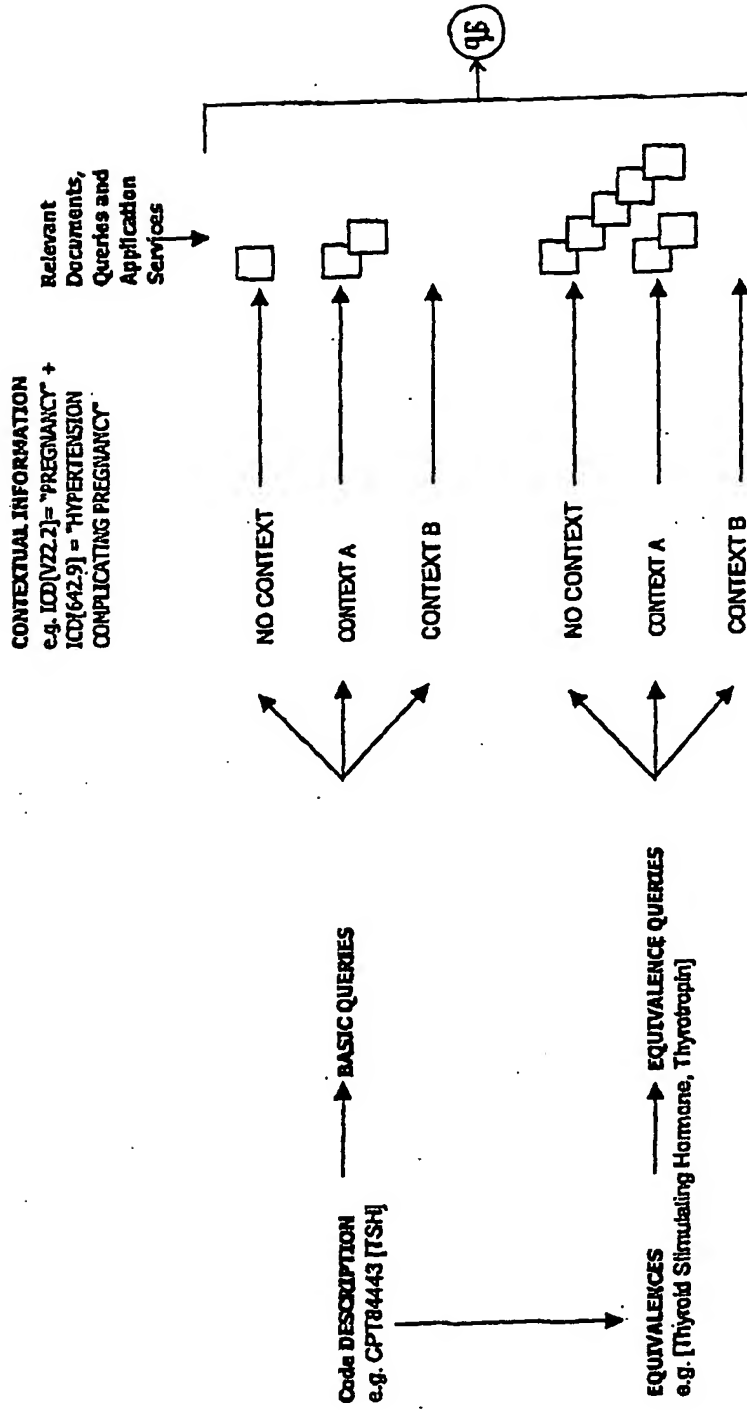 CONTEXTUAL INFORMATION
e.g. ICD[V22.2]= "PREGNANCY" +
ICD[642.9] = "HYPERTENSION
COMPLICATING PREGNANCY"
Relevant
Documents,
Queries and
Application
Services
Code DESCRIPTION
e.g. CPT84443 [TSH]
BASIC QUERIES
NO CONTEXT
CONTEXT A
CONTEXT B
EQUIVALENCES
e.g. [Thyroid Stimulating Hormone, Thyrotropin]
EQUIVALENCE QUERIES
NO CONTEXT
CONTEXT A
CONTEXT B